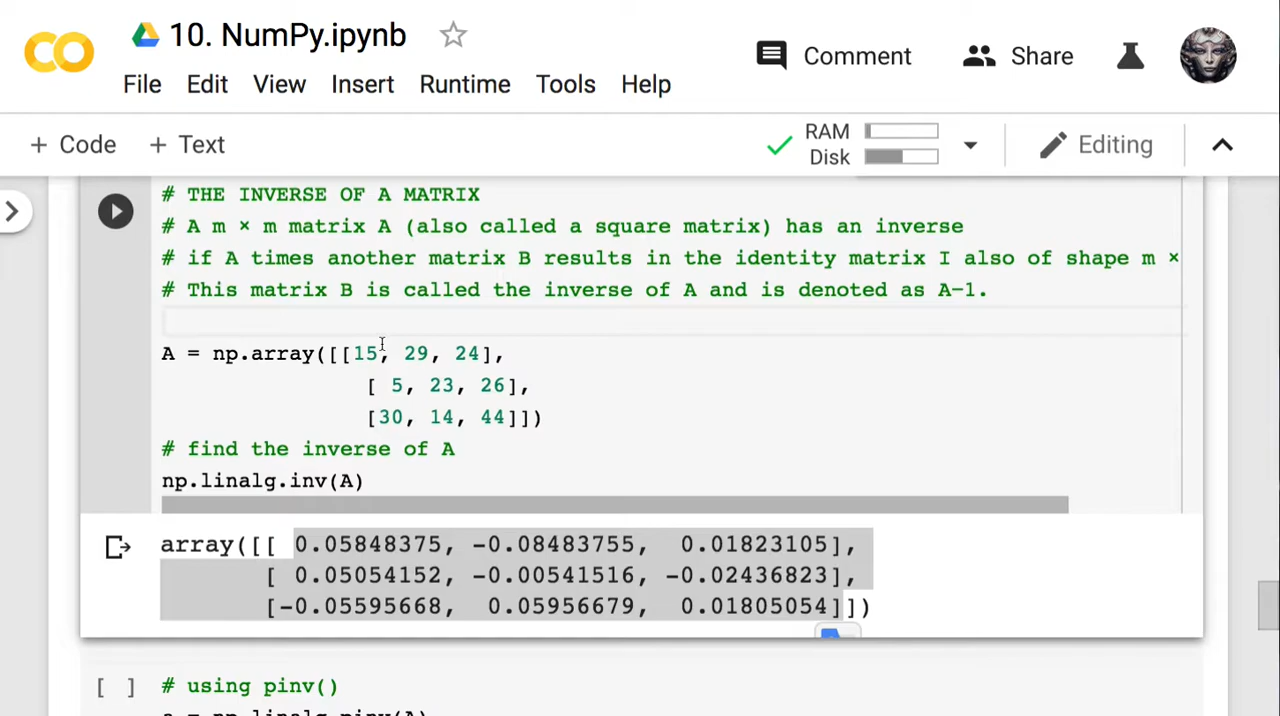 10. NumPy.ipynb
Comment
Share
File Edit View Insert Runtime Tools Help
+ Code + Text
RAM
Disk
Editing
# THE INVERSE OF A MATRIX
# A m × m matrix A (also called a square matrix) has an inverse
# if A times another matrix B results in the identity matrix I also of shape m ×
# This matrix B is called the inverse of A and is denoted as A−1.
A = np.array([[15, 29, 24],
[ 5, 23, 26],
[30, 14, 44]])
# find the inverse of A
np.linalg.inv(A)
array([[ 0.05848375, -0.08483755, 0.01823105],
[ 0.05054152, -0.00541516, -0.02436823],
[-0.05595668, 0.05956679, 0.01805054]])
[ ] # using pinv()
a = np.linalg.pinv(A)